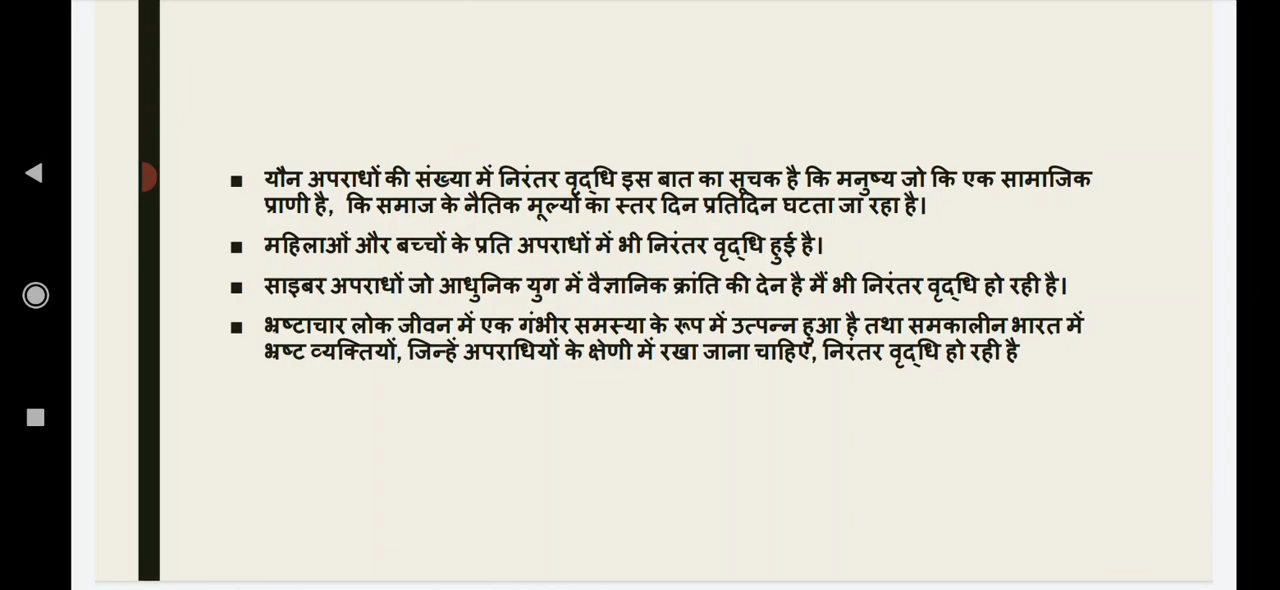 यौन अपराधों की संख्या में निरंतर वृद्धि इस बात का सूचक है कि मनुष्य जो कि एक सामाजिक
प्राणी है, कि समाज के नैतिक मूल्यों का स्तर दिन प्रतिदिन घटता जा रहा है।
महिलाओं और बच्चों के प्रति अपराधों में भी निरंतर वृद्धि हुई है।
साइबर अपराधों जो आधुनिक युग में वैज्ञानिक क्रांति की देन है मैं भी निरंतर वृद्धि हो रही है।
भ्रष्टाचार लोक जीवन में एक गंभीर समस्या के रूप में उत्पन्न हुआ है तथा समकालीन भारत में
भ्रष्ट व्यक्तियों, जिन्हें अपराधियों के क्षेणी में रखा जाना चाहिए, निरंतर वृद्धि हो रही है